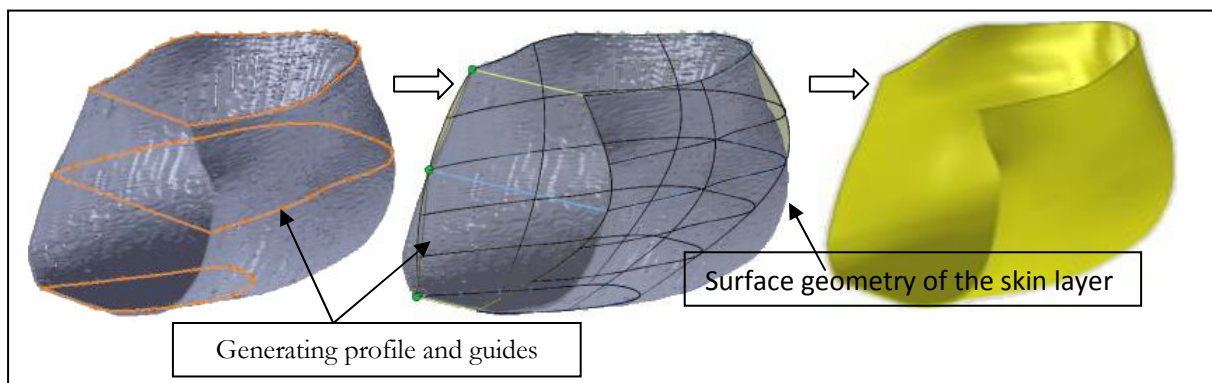 Surface geometry of the skin layer
Generating profile and guides